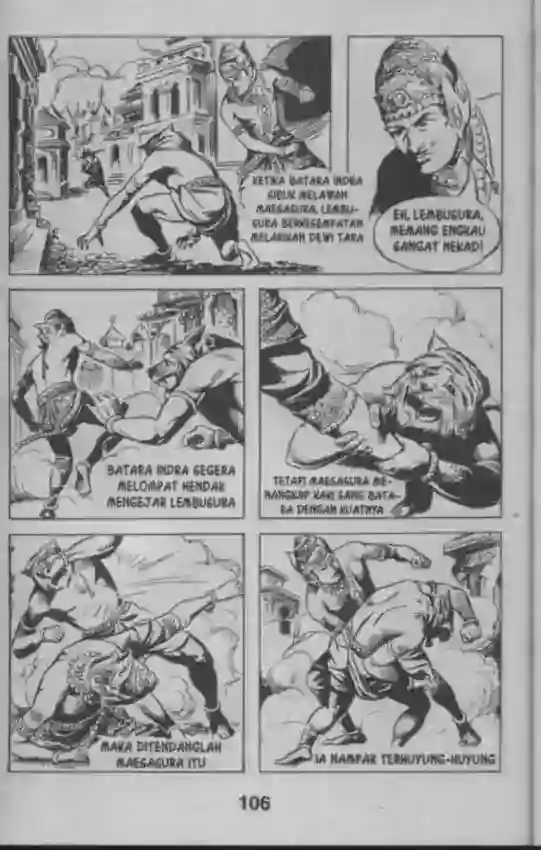 KETIKA BATARA INDRA
SIBUK MELAWAN
MAESASURA, LEMBU-
SURA BERKESEMPATAN
MELARIKAN DEWI TARA
EH, LEMBUSURA,
MEMANG ENGKAU
SANGAT NEKAD!
BATARA INDRA SEGERA
MELOMPAT HENDAK
MENGEJAR LEMBUSURA
TETAPI MAESASURA ME-
NANGKAP KAKI SANG BATA-
RA DENGAN KUATNYA
MAKA DITENDANGLAH
MAESASURA ITU
IA NAMPAK TERHUYUNG-HUYUNG
106